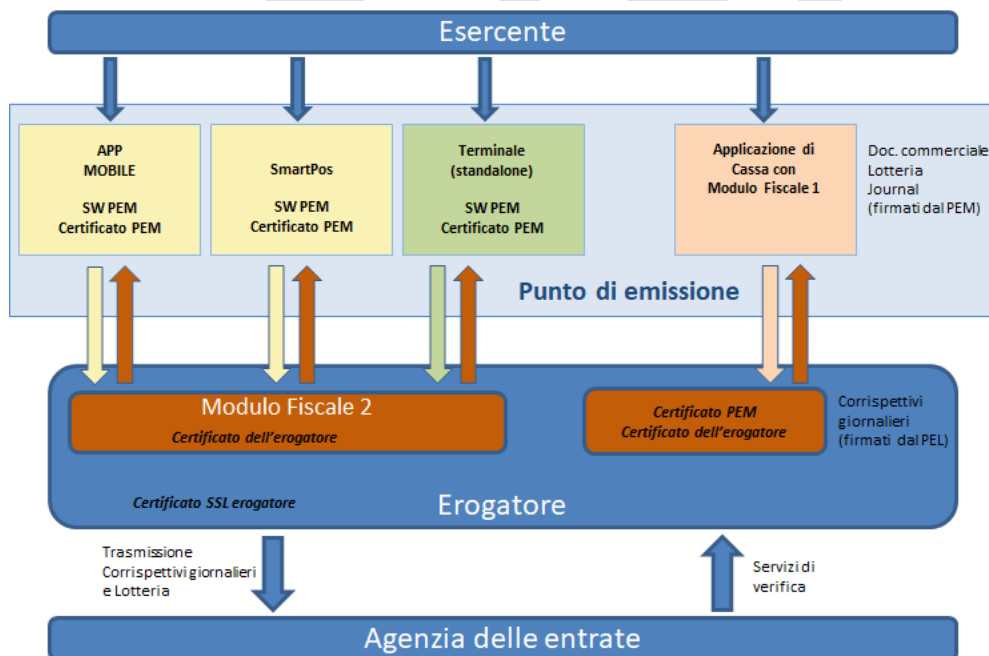 Esercente
APP
MOBILE
SW PEM
Certificato PEM
SmartPos
SW PEM
Certificato PEM
Terminale
(standalone)
SW PEM
Certificato PEM
Applicazione di
Cassa con
Modulo Fiscale 1
Doc. commerciale
Lotteria
Journal
(firmati dal PEM)
Punto di emissione
Modulo Fiscale 2
Certificato dell'erogatore
Certificato PEM
Certificato dell'erogatore
Corrispettivi
giornalieri
(firmati dal PEL)
Certificato SSL erogatore
Erogatore
Trasmissione
Corrispettivi giornalieri
e Lotteria
Servizi di
verifica
Agenzia delle entrate